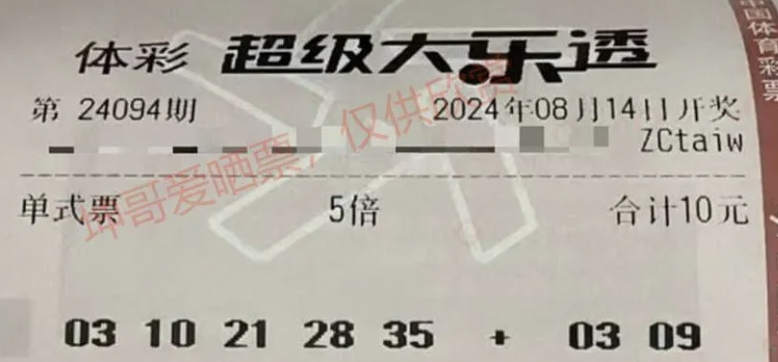 体彩 超级大乐透
第 24094期 2024年08月14日开奖
ZCtaiw
单式票 5倍 合计10元
03 10 21 28 35 + 03 09
中国体育彩票
坤哥爱晒票，仅供欣赏